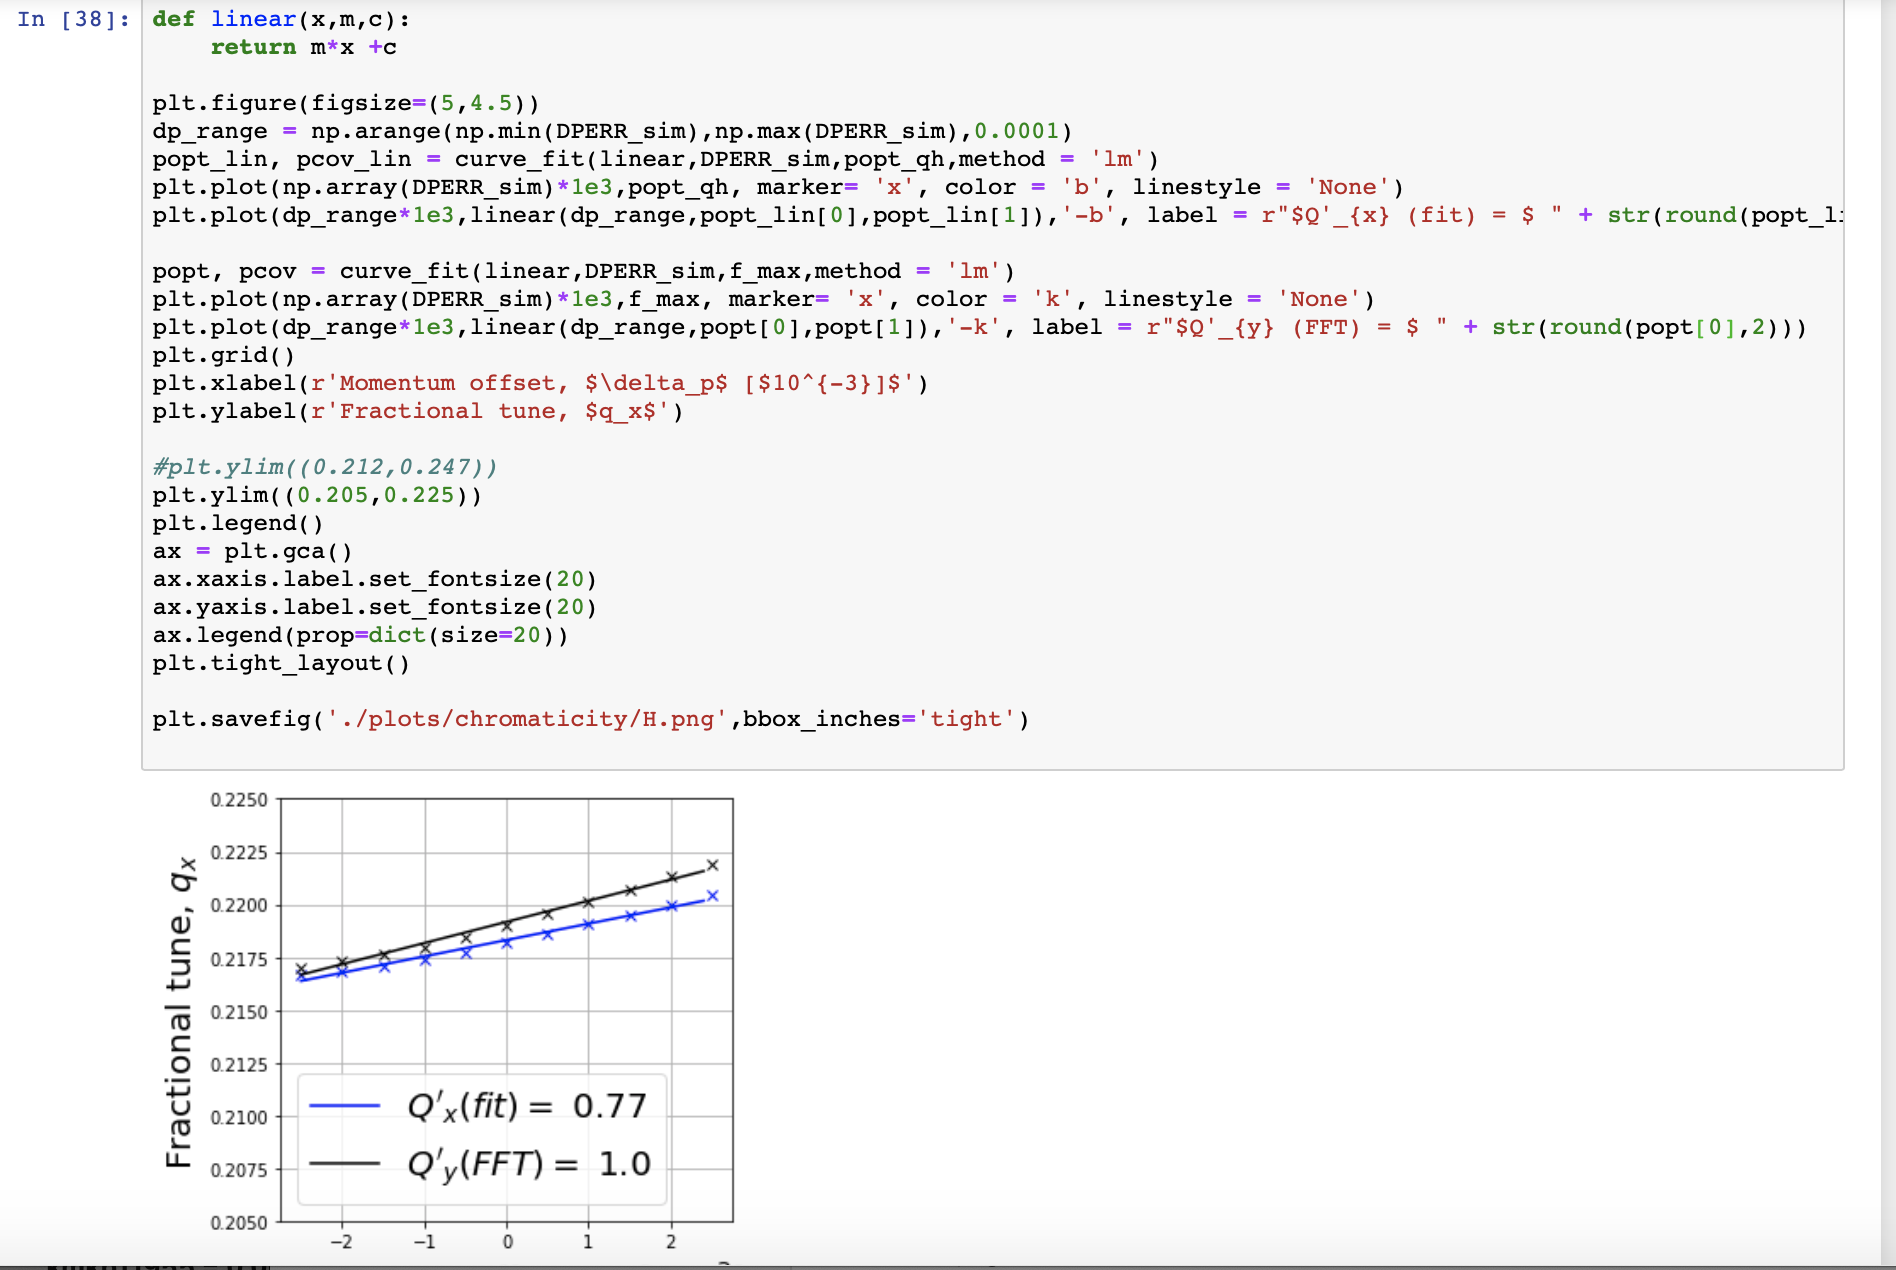 In [38]:
def linear(x,m,c):
    return m*x +c
plt.figure(figsize=(5,4.5))
dp_range = np.arange(np.min(DPERR_sim),np.max(DPERR_sim),0.0001)
popt_lin, pcov_lin = curve_fit(linear,DPERR_sim,popt_qh,method = 'lm')
plt.plot(np.array(DPERR_sim)*1e3,popt_qh, marker= 'x', color = 'b', linestyle = 'None')
plt.plot(dp_range*1e3,linear(dp_range,popt_lin[0],popt_lin[1]),'-b', label = r"$Q'_{x} (fit) = $ " + str(round(popt_li
popt, pcov = curve_fit(linear,DPERR_sim,f_max,method = 'lm')
plt.plot(np.array(DPERR_sim)*1e3,f_max, marker= 'x', color = 'k', linestyle = 'None')
plt.plot(dp_range*1e3,linear(dp_range,popt[0],popt[1]),'-k', label = r"$Q'_{y} (FFT) = $ " + str(round(popt[0],2)))
plt.grid()
plt.xlabel(r'Momentum offset, $\delta_p$ [$10^{-3}]$')
plt.ylabel(r'Fractional tune, $q_x$')
#plt.ylim((0.212,0.247))
plt.ylim((0.205,0.225))
plt.legend()
ax = plt.gca()
ax.xaxis.label.set_fontsize(20)
ax.yaxis.label.set_fontsize(20)
ax.legend(prop=dict(size=20))
plt.tight_layout()
plt.savefig('./plots/chromaticity/H.png',bbox_inches='tight')
Fractional tune, qx
0.2250
0.2225
0.2200
0.2175
0.2150
0.2125
0.2100
0.2075
0.2050
Q′x(fit) = 0.77
Q′y(FFT) = 1.0
−2 −1 0 1 2